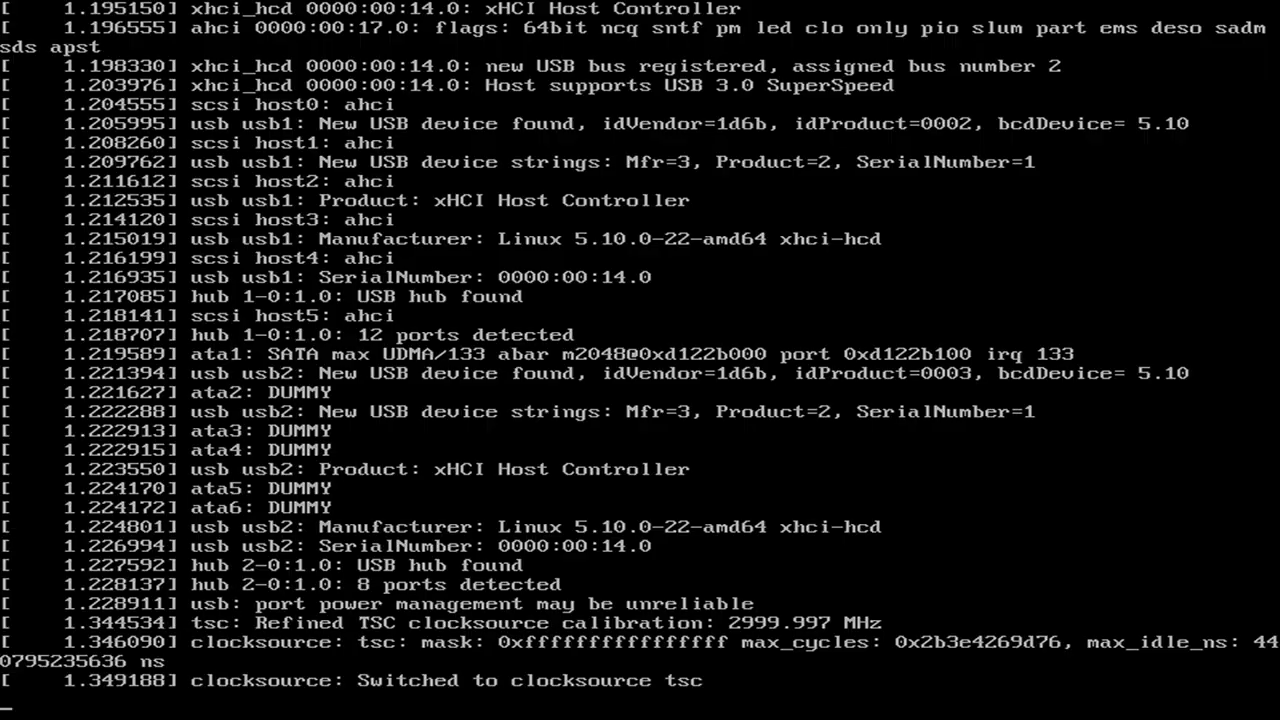 [    1.195150] xhci_hcd 0000:00:14.0: xHCI Host Controller
[    1.196555] ahci 0000:00:17.0: flags: 64bit ncq sntf pm led clo only pio slum part ems deso sadm
sds apst
[    1.198330] xhci_hcd 0000:00:14.0: new USB bus registered, assigned bus number 2
[    1.203976] xhci_hcd 0000:00:14.0: Host supports USB 3.0 SuperSpeed
[    1.204555] scsi host0: ahci
[    1.205995] usb usb1: New USB device found, idVendor=1d6b, idProduct=0002, bcdDevice= 5.10
[    1.208260] scsi host1: ahci
[    1.209762] usb usb1: New USB device strings: Mfr=3, Product=2, SerialNumber=1
[    1.211612] scsi host2: ahci
[    1.212535] usb usb1: Product: xHCI Host Controller
[    1.214120] scsi host3: ahci
[    1.215019] usb usb1: Manufacturer: Linux 5.10.0-22-amd64 xhci-hcd
[    1.216199] scsi host4: ahci
[    1.216935] usb usb1: SerialNumber: 0000:00:14.0
[    1.217085] hub 1-0:1.0: USB hub found
[    1.218141] scsi host5: ahci
[    1.218707] hub 1-0:1.0: 12 ports detected
[    1.219589] ata1: SATA max UDMA/133 abar m2048@0xd122b000 port 0xd122b100 irq 133
[    1.221394] usb usb2: New USB device found, idVendor=1d6b, idProduct=0003, bcdDevice= 5.10
[    1.221627] ata2: DUMMY
[    1.222288] usb usb2: New USB device strings: Mfr=3, Product=2, SerialNumber=1
[    1.222913] ata3: DUMMY
[    1.222915] ata4: DUMMY
[    1.223550] usb usb2: Product: xHCI Host Controller
[    1.224170] ata5: DUMMY
[    1.224172] ata6: DUMMY
[    1.224801] usb usb2: Manufacturer: Linux 5.10.0-22-amd64 xhci-hcd
[    1.226994] usb usb2: SerialNumber: 0000:00:14.0
[    1.227592] hub 2-0:1.0: USB hub found
[    1.228137] hub 2-0:1.0: 8 ports detected
[    1.228911] usb: port power management may be unreliable
[    1.344534] tsc: Refined TSC clocksource calibration: 2999.997 MHz
[    1.346090] clocksource: tsc: mask: 0xffffffffffffffff max_cycles: 0x2b3e4269d76, max_idle_ns: 44
0795235636 ns
[    1.349188] clocksource: Switched to clocksource tsc